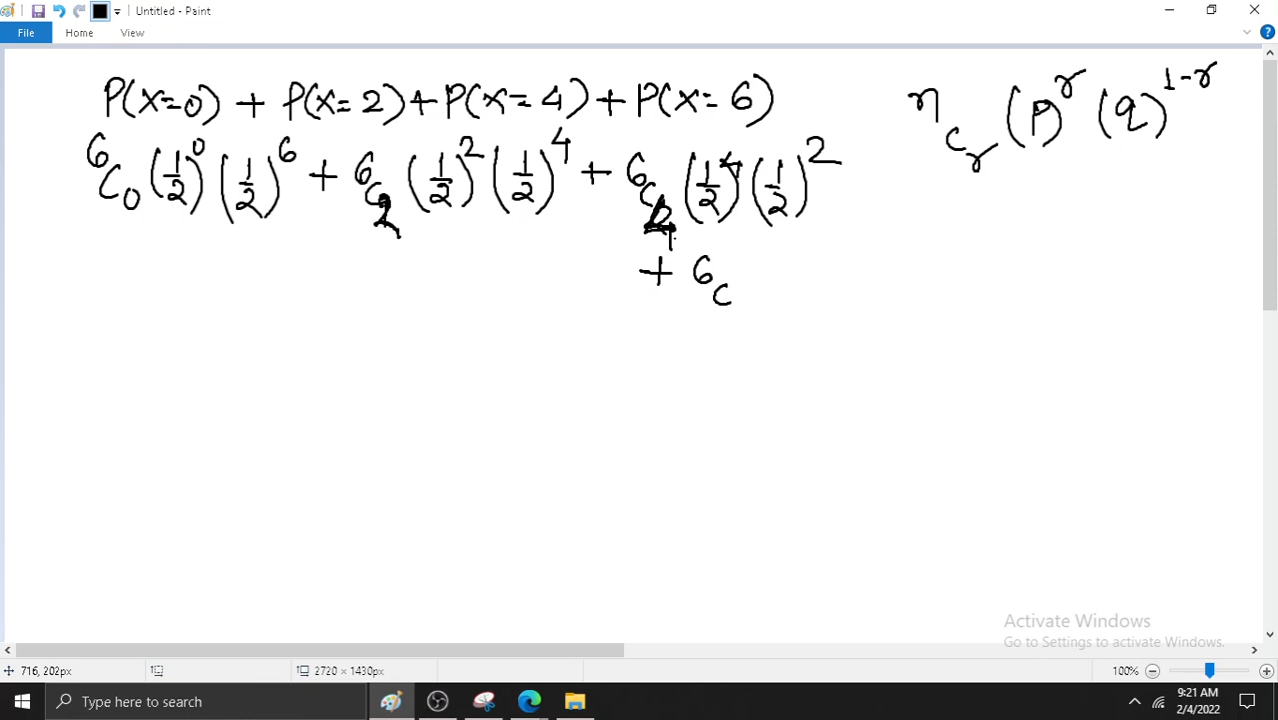 Untitled - Paint
File Home View
P(X=0) + P(X=2) + P(X=4) + P(X=6)
ⁿC_r (p)^r (q)^{1-r}
⁶C₀ (1/2)⁰ (1/2)⁶ + ⁶C₂ (1/2)² (1/2)⁴ + ⁶C₄ (1/2)⁴ (1/2)²
+ ⁶C
Activate Windows
Go to Settings to activate Windows.
716, 202px
2720 × 1430px
100%
Type here to search
9:21 AM
2/4/2022